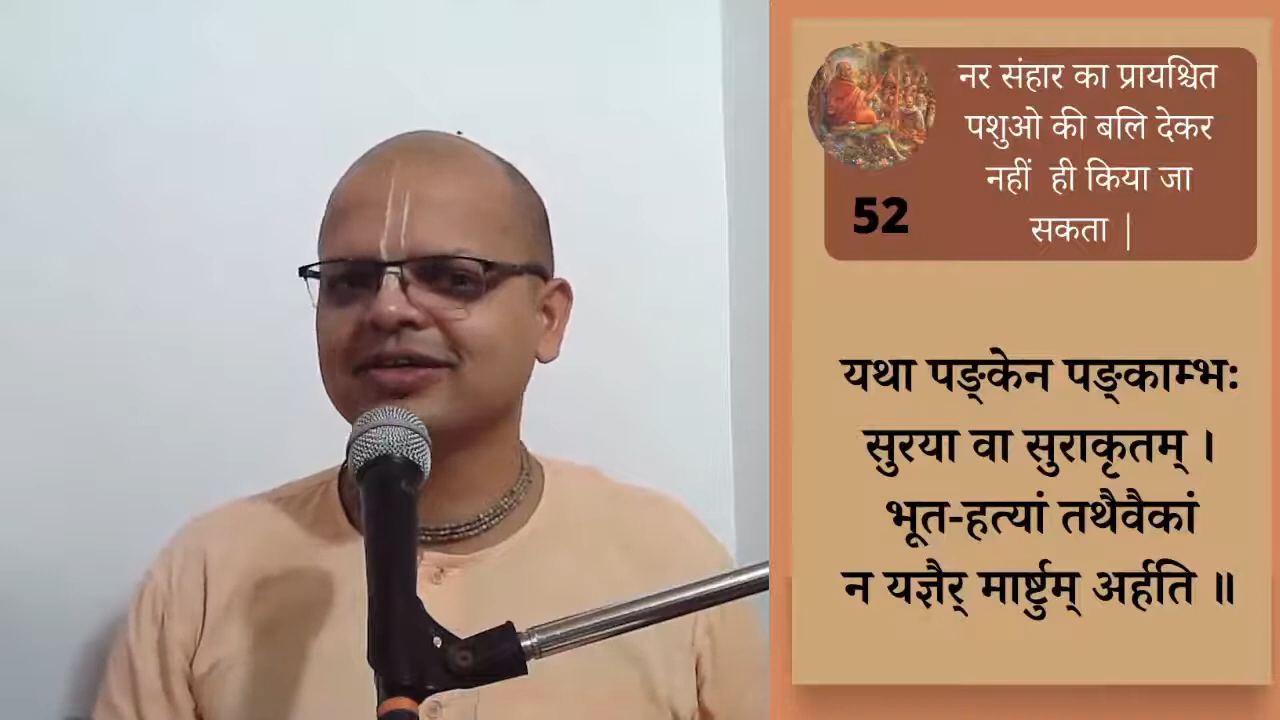 नर संहार का प्रायश्चित
पशुओ की बलि देकर
नहीं ही किया जा
सकता |
52
यथा पङ्केन पङ्काम्भः
सुरया वा सुराकृतम् ।
भूत-हत्यां तथैवैकां
न यज्ञैर् मार्ष्टुम् अर्हति ॥